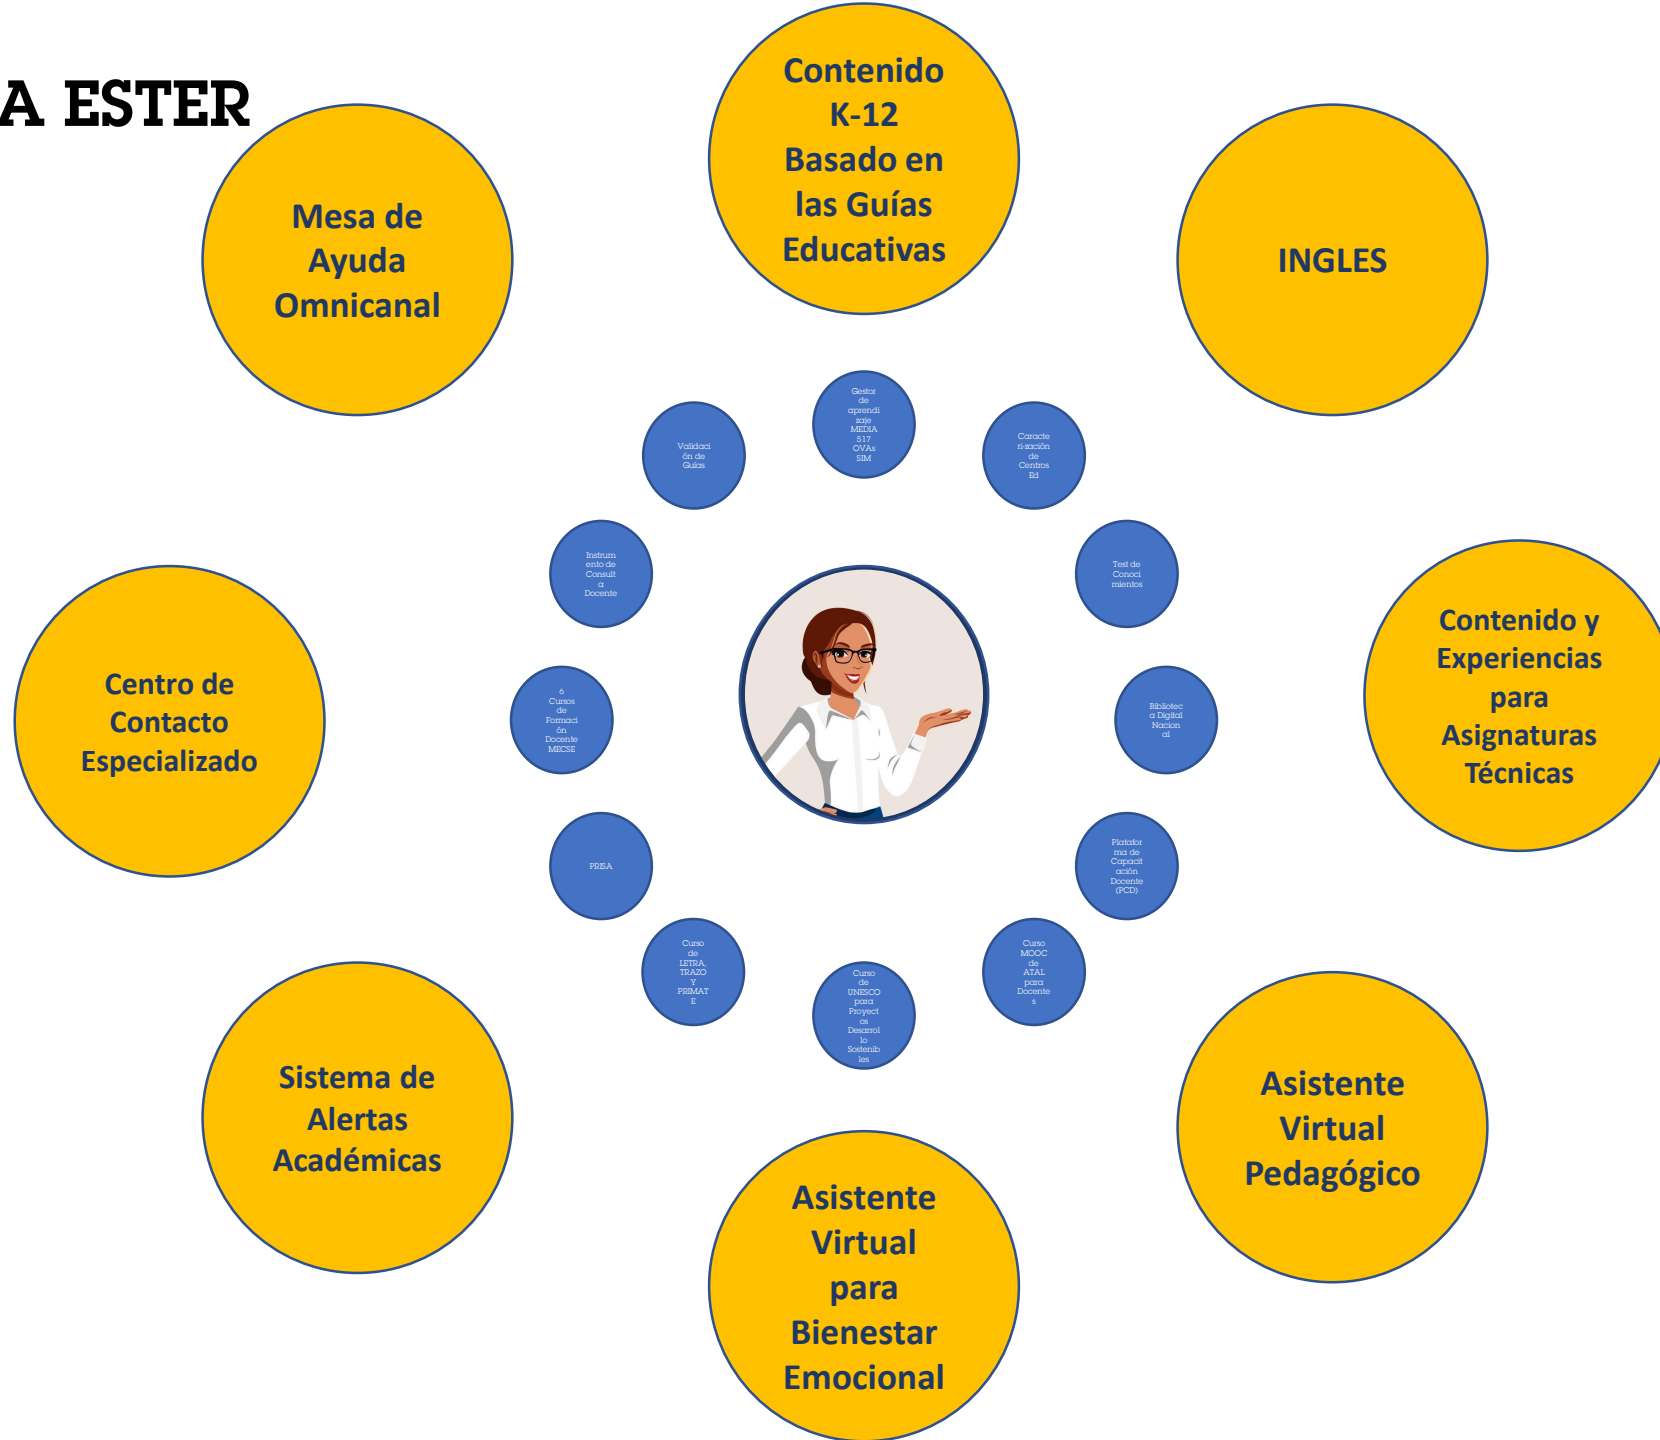 A ESTER
Contenido
K-12
Basado en
las Guías
Educativas
Mesa de
Ayuda
Omnicanal
INGLES
Contenido y
Experiencias
para
Asignaturas
Técnicas
Asistente
Virtual
Pedagógico
Asistente
Virtual
para
Bienestar
Emocional
Sistema de
Alertas
Académicas
Centro de
Contacto
Especializado
Gestor
de
aprendi
zaje
MEDIA
517
OVAs
SIM
Caracte
ri-zación
de
Centros
Ed
Test de
Conoci
mientos
Bibliotec
a Digital
Nacion
al
Platafor
ma de
Capacit
ación
Docente
(PCD)
Curso
MOOC
de
ATAL
para
Docente
s
Curso
de
UNESCO
para
Proyect
os
Desarrol
lo
Sostenib
les
Curso
de
LETRA,
TRAZO
Y
PRIMAT
E
PRISA
6
Cursos
de
Formaci
ón
Docente
MECSE
Instrum
ento de
Consult
a
Docente
Validaci
ón de
Guías